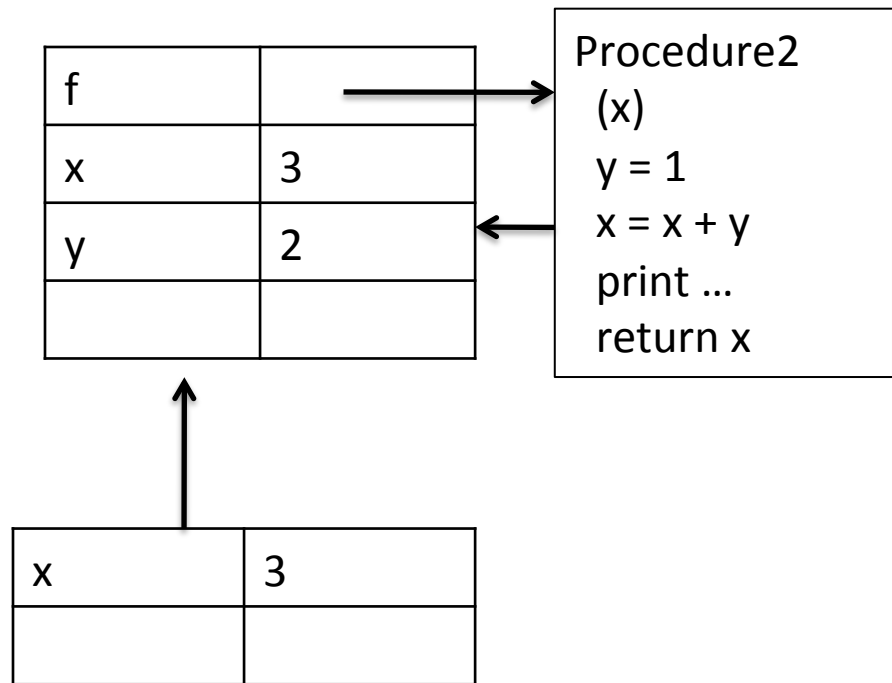 f
x 3
y 2
Procedure2
(x)
y = 1
x = x + y
print …
return x
x 3